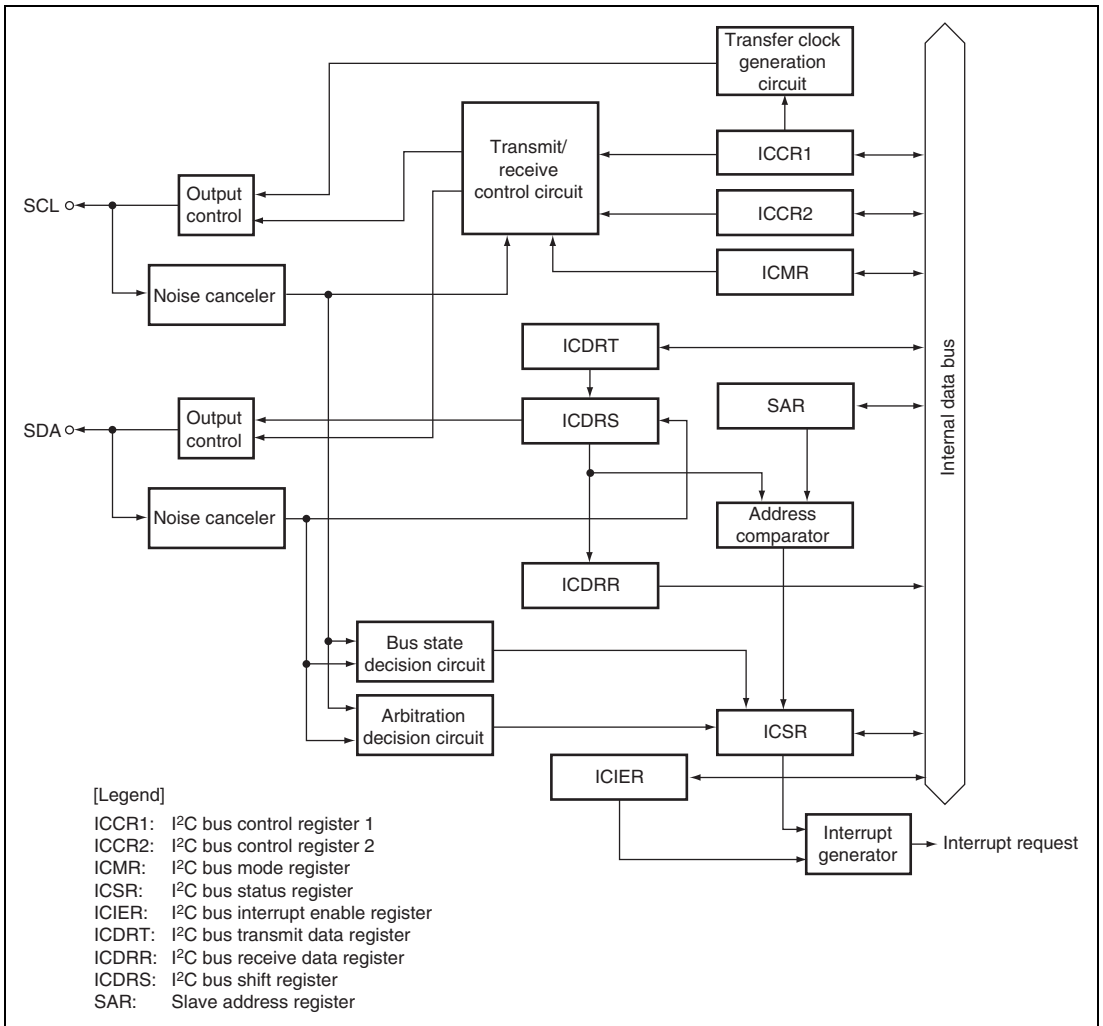 Transfer clock
generation
circuit
Transmit/
receive
control circuit
ICCR1
Output
control
SCL
ICCR2
ICMR
Noise canceler
ICDRT
Internal data bus
SAR
Output
control
ICDRS
SDA
Noise canceler
Address
comparator
ICDRR
Bus state
decision circuit
Arbitration
decision circuit
ICSR
ICIER
Interrupt
generator
Interrupt request
[Legend]
ICCR1: I²C bus control register 1
ICCR2: I²C bus control register 2
ICMR: I²C bus mode register
ICSR: I²C bus status register
ICIER: I²C bus interrupt enable register
ICDRT: I²C bus transmit data register
ICDRR: I²C bus receive data register
ICDRS: I²C bus shift register
SAR: Slave address register